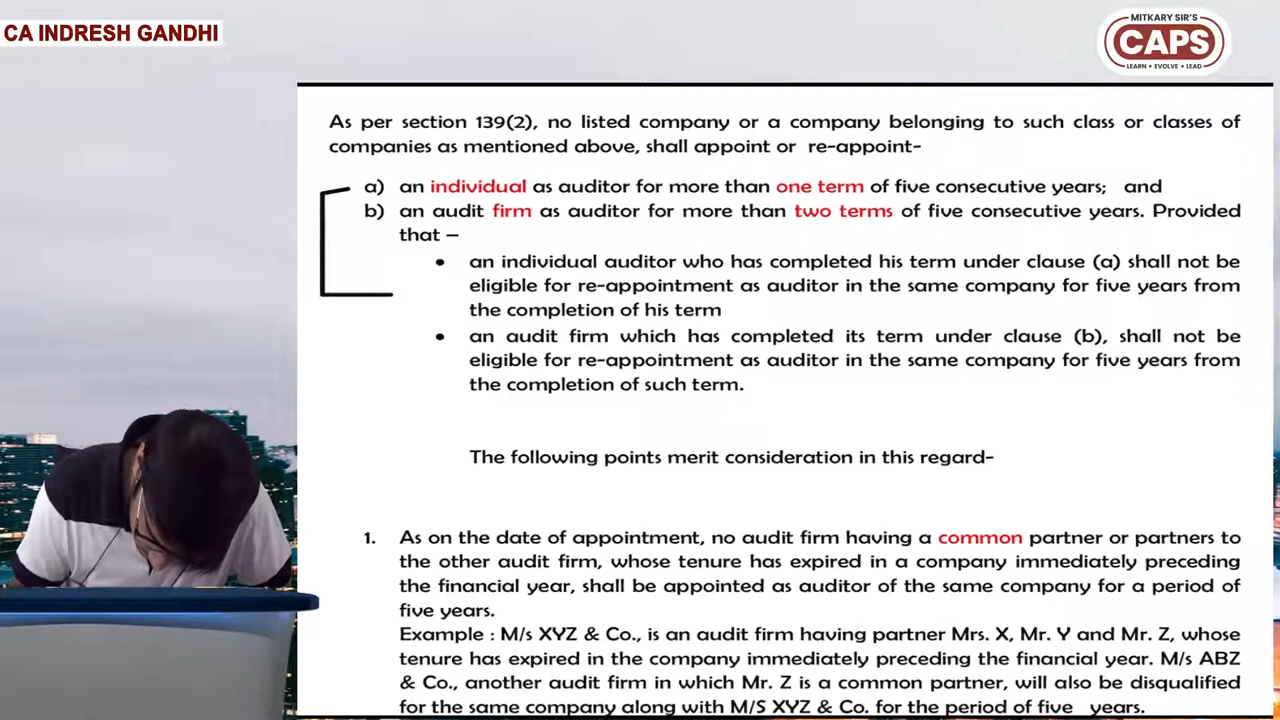 CA INDRESH GANDHI
MITKARY SIR'S
CAPS
LEARN • EVOLVE • LEAD
As per section 139(2), no listed company or a company belonging to such class or classes of
companies as mentioned above, shall appoint or re-appoint-
a) an individual as auditor for more than one term of five consecutive years; and
b) an audit firm as auditor for more than two terms of five consecutive years. Provided
that –
• an individual auditor who has completed his term under clause (a) shall not be
eligible for re-appointment as auditor in the same company for five years from
the completion of his term
• an audit firm which has completed its term under clause (b), shall not be
eligible for re-appointment as auditor in the same company for five years from
the completion of such term.
The following points merit consideration in this regard-
1. As on the date of appointment, no audit firm having a common partner or partners to
the other audit firm, whose tenure has expired in a company immediately preceding
the financial year, shall be appointed as auditor of the same company for a period of
five years.
Example : M/s XYZ & Co., is an audit firm having partner Mrs. X, Mr. Y and Mr. Z, whose
tenure has expired in the company immediately preceding the financial year. M/s ABZ
& Co., another audit firm in which Mr. Z is a common partner, will also be disqualified
for the same company along with M/S XYZ & Co. for the period of five years.